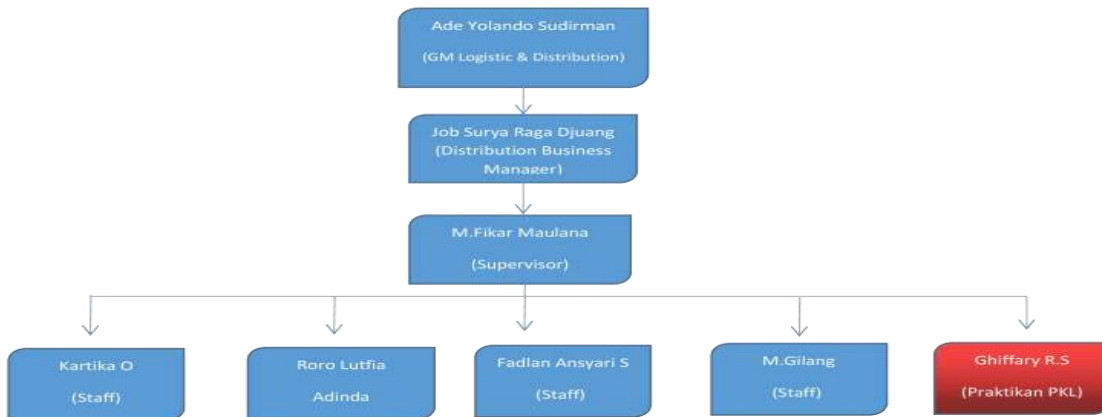 Ade Yolando Sudirman
(GM Logistic & Distribution)
Job Surya Raga Djuang
(Distribution Business
Manager)
M.Fikar Maulana
(Supervisor)
Kartika O
(Staff)
Roro Lutfia
Adinda
Fadlan Ansyari S
(Staff)
M.Gilang
(Staff)
Ghiffary R.S
(Praktikan PKL)